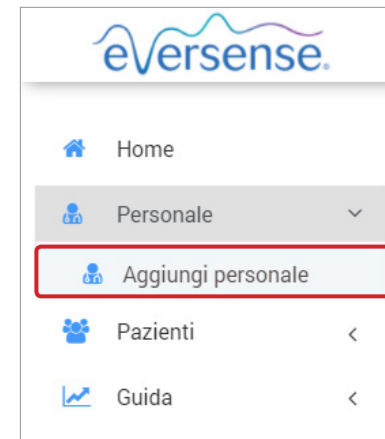 eversense.
Home
Personale
Aggiungi personale
Pazienti
Guida